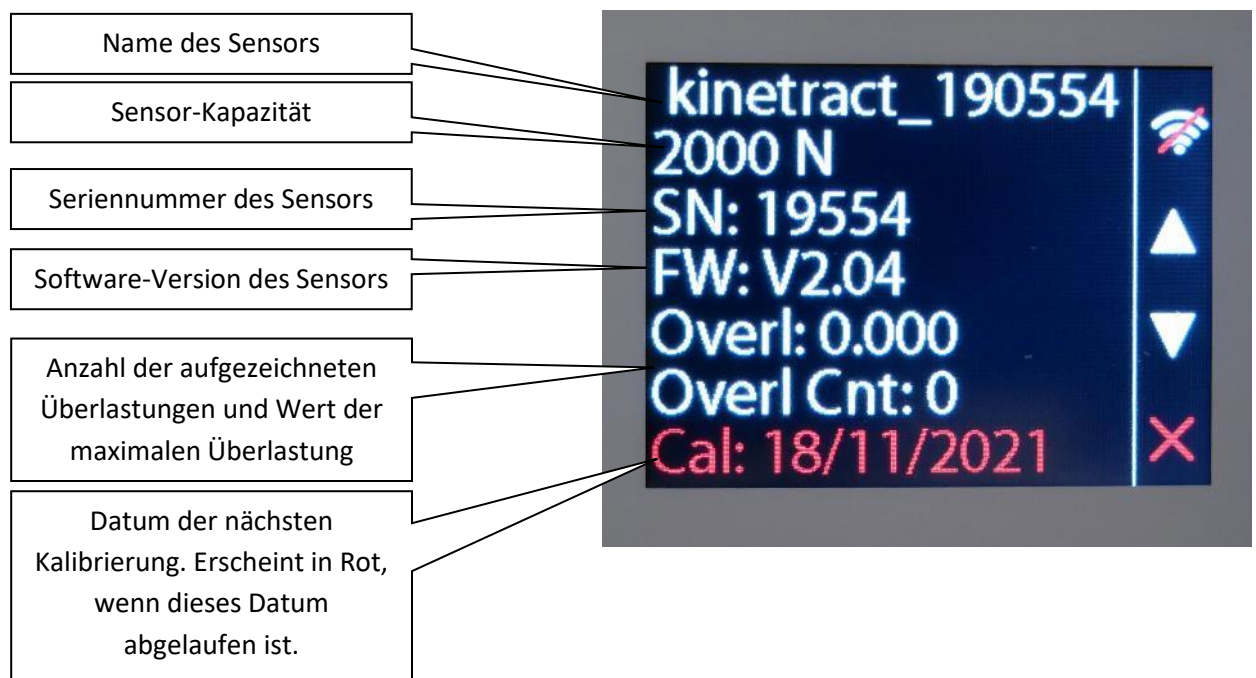 Name des Sensors
Sensor-Kapazität
Seriennummer des Sensors
Software-Version des Sensors
Anzahl der aufgezeichneten
Überlastungen und Wert der
maximalen Überlastung
Datum der nächsten
Kalibrierung. Erscheint in Rot,
wenn dieses Datum
abgelaufen ist.
kinetract_190554
2000 N
SN: 19554
FW: V2.04
Overl: 0.000
Overl Cnt: 0
Cal: 18/11/2021